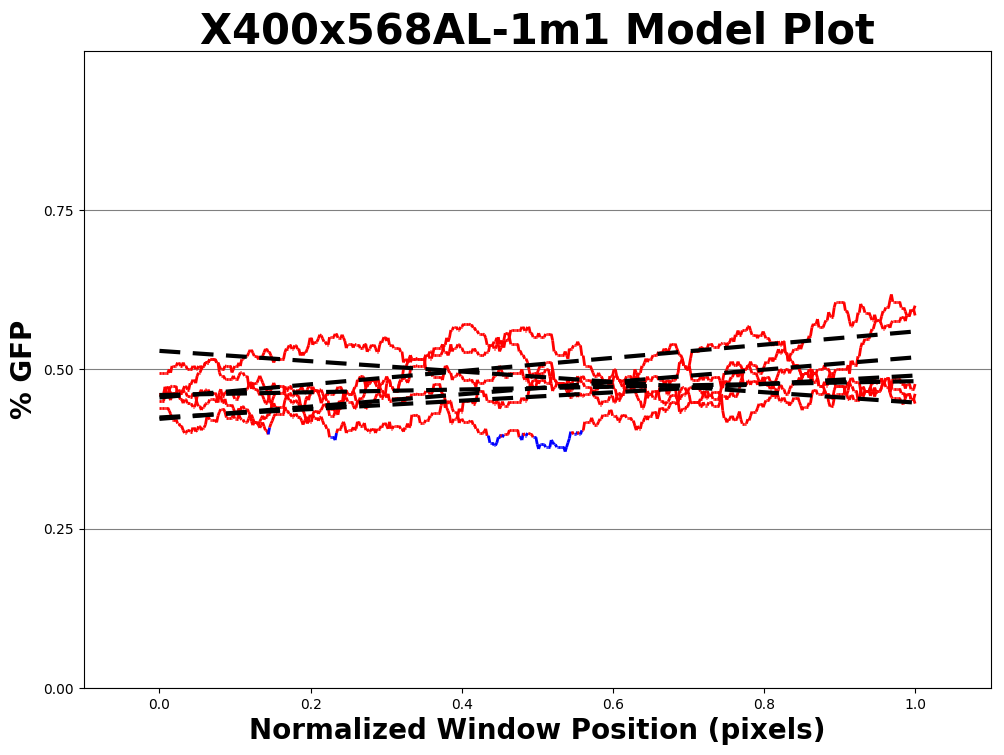 X400x568AL-1m1 Model Plot
% GFP
0.75
0.50
0.25
0.00
0.0 0.2 0.4 0.6 0.8 1.0
Normalized Window Position (pixels)